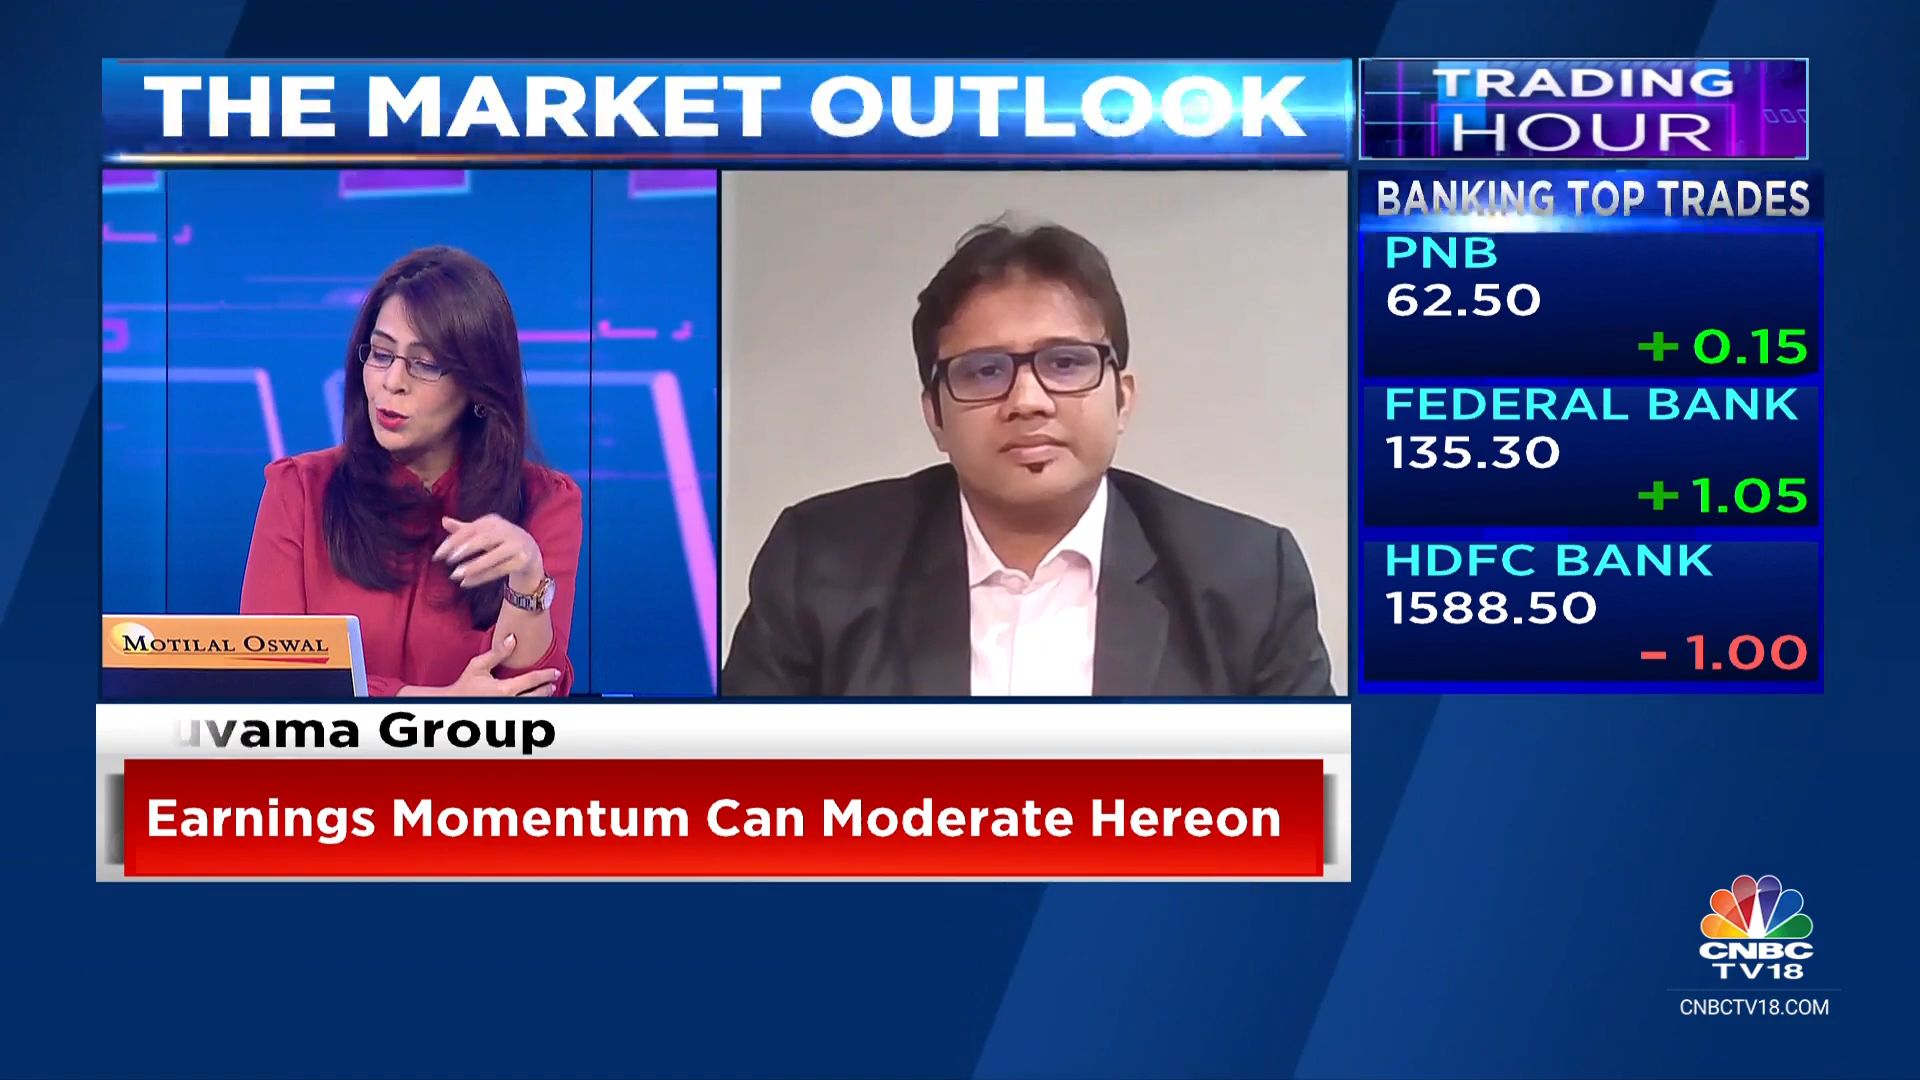 THE MARKET OUTLOOK
TRADING
HOUR
BANKING TOP TRADES
PNB
62.50
+ 0.15
FEDERAL BANK
135.30
+ 1.05
HDFC BANK
1588.50
- 1.00
MOTILAL OSWAL
uvama Group
Earnings Momentum Can Moderate Hereon
CNBC
TV18
CNBCTV18.COM